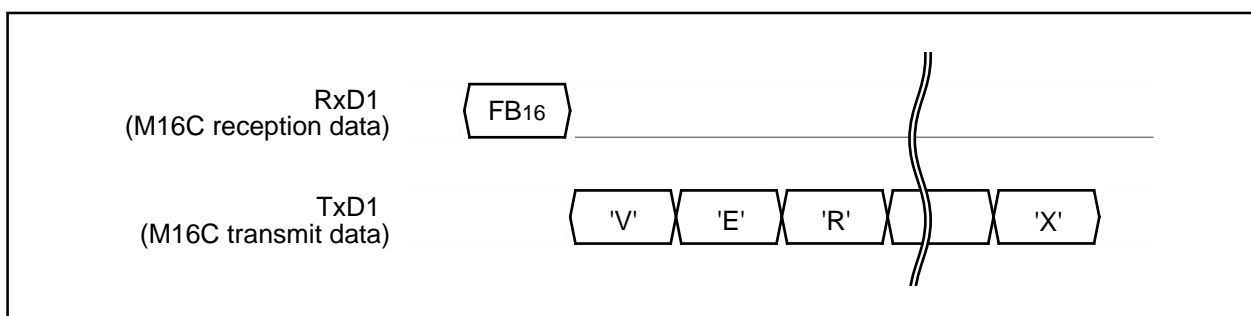 RxD1
(M16C reception data)
FB16
TxD1
(M16C transmit data)
'V'
'E'
'R'
'X'